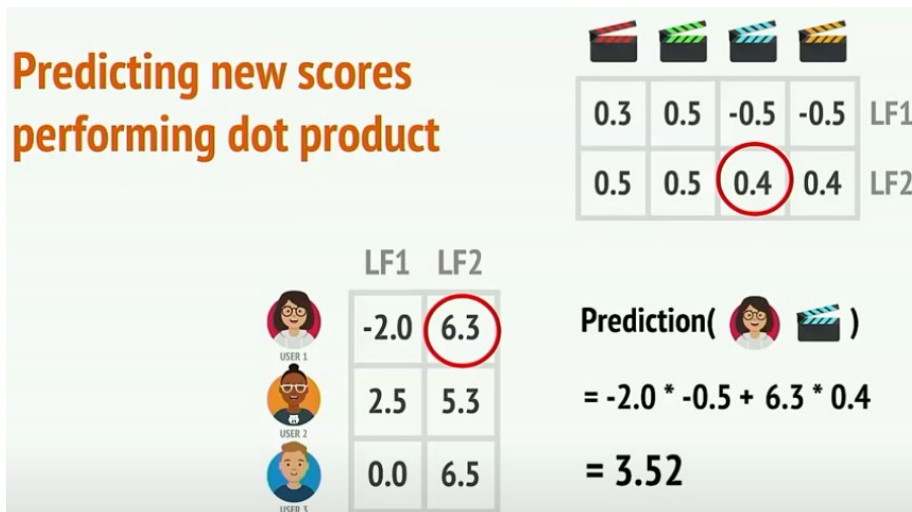 Predicting new scores
performing dot product
0.3 0.5 -0.5 -0.5 LF1
0.5 0.5 0.4 0.4 LF2
LF1 LF2
USER 1
-2.0 6.3
USER 2
2.5 5.3
USER 3
0.0 6.5
Prediction( )
= -2.0 * -0.5 + 6.3 * 0.4
= 3.52